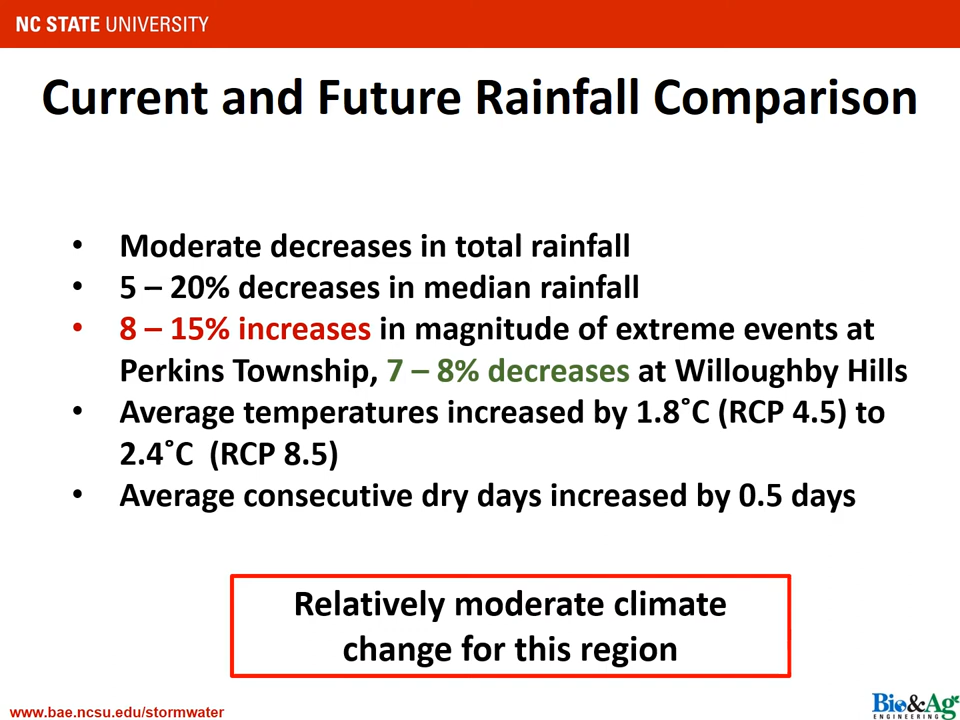 NC STATE UNIVERSITY
Current and Future Rainfall Comparison
• Moderate decreases in total rainfall
• 5 – 20% decreases in median rainfall
• 8 – 15% increases in magnitude of extreme events at
Perkins Township, 7 – 8% decreases at Willoughby Hills
• Average temperatures increased by 1.8˚C (RCP 4.5) to
2.4˚C (RCP 8.5)
• Average consecutive dry days increased by 0.5 days
Relatively moderate climate
change for this region
www.bae.ncsu.edu/stormwater
Bio&Ag
ENGINEERING